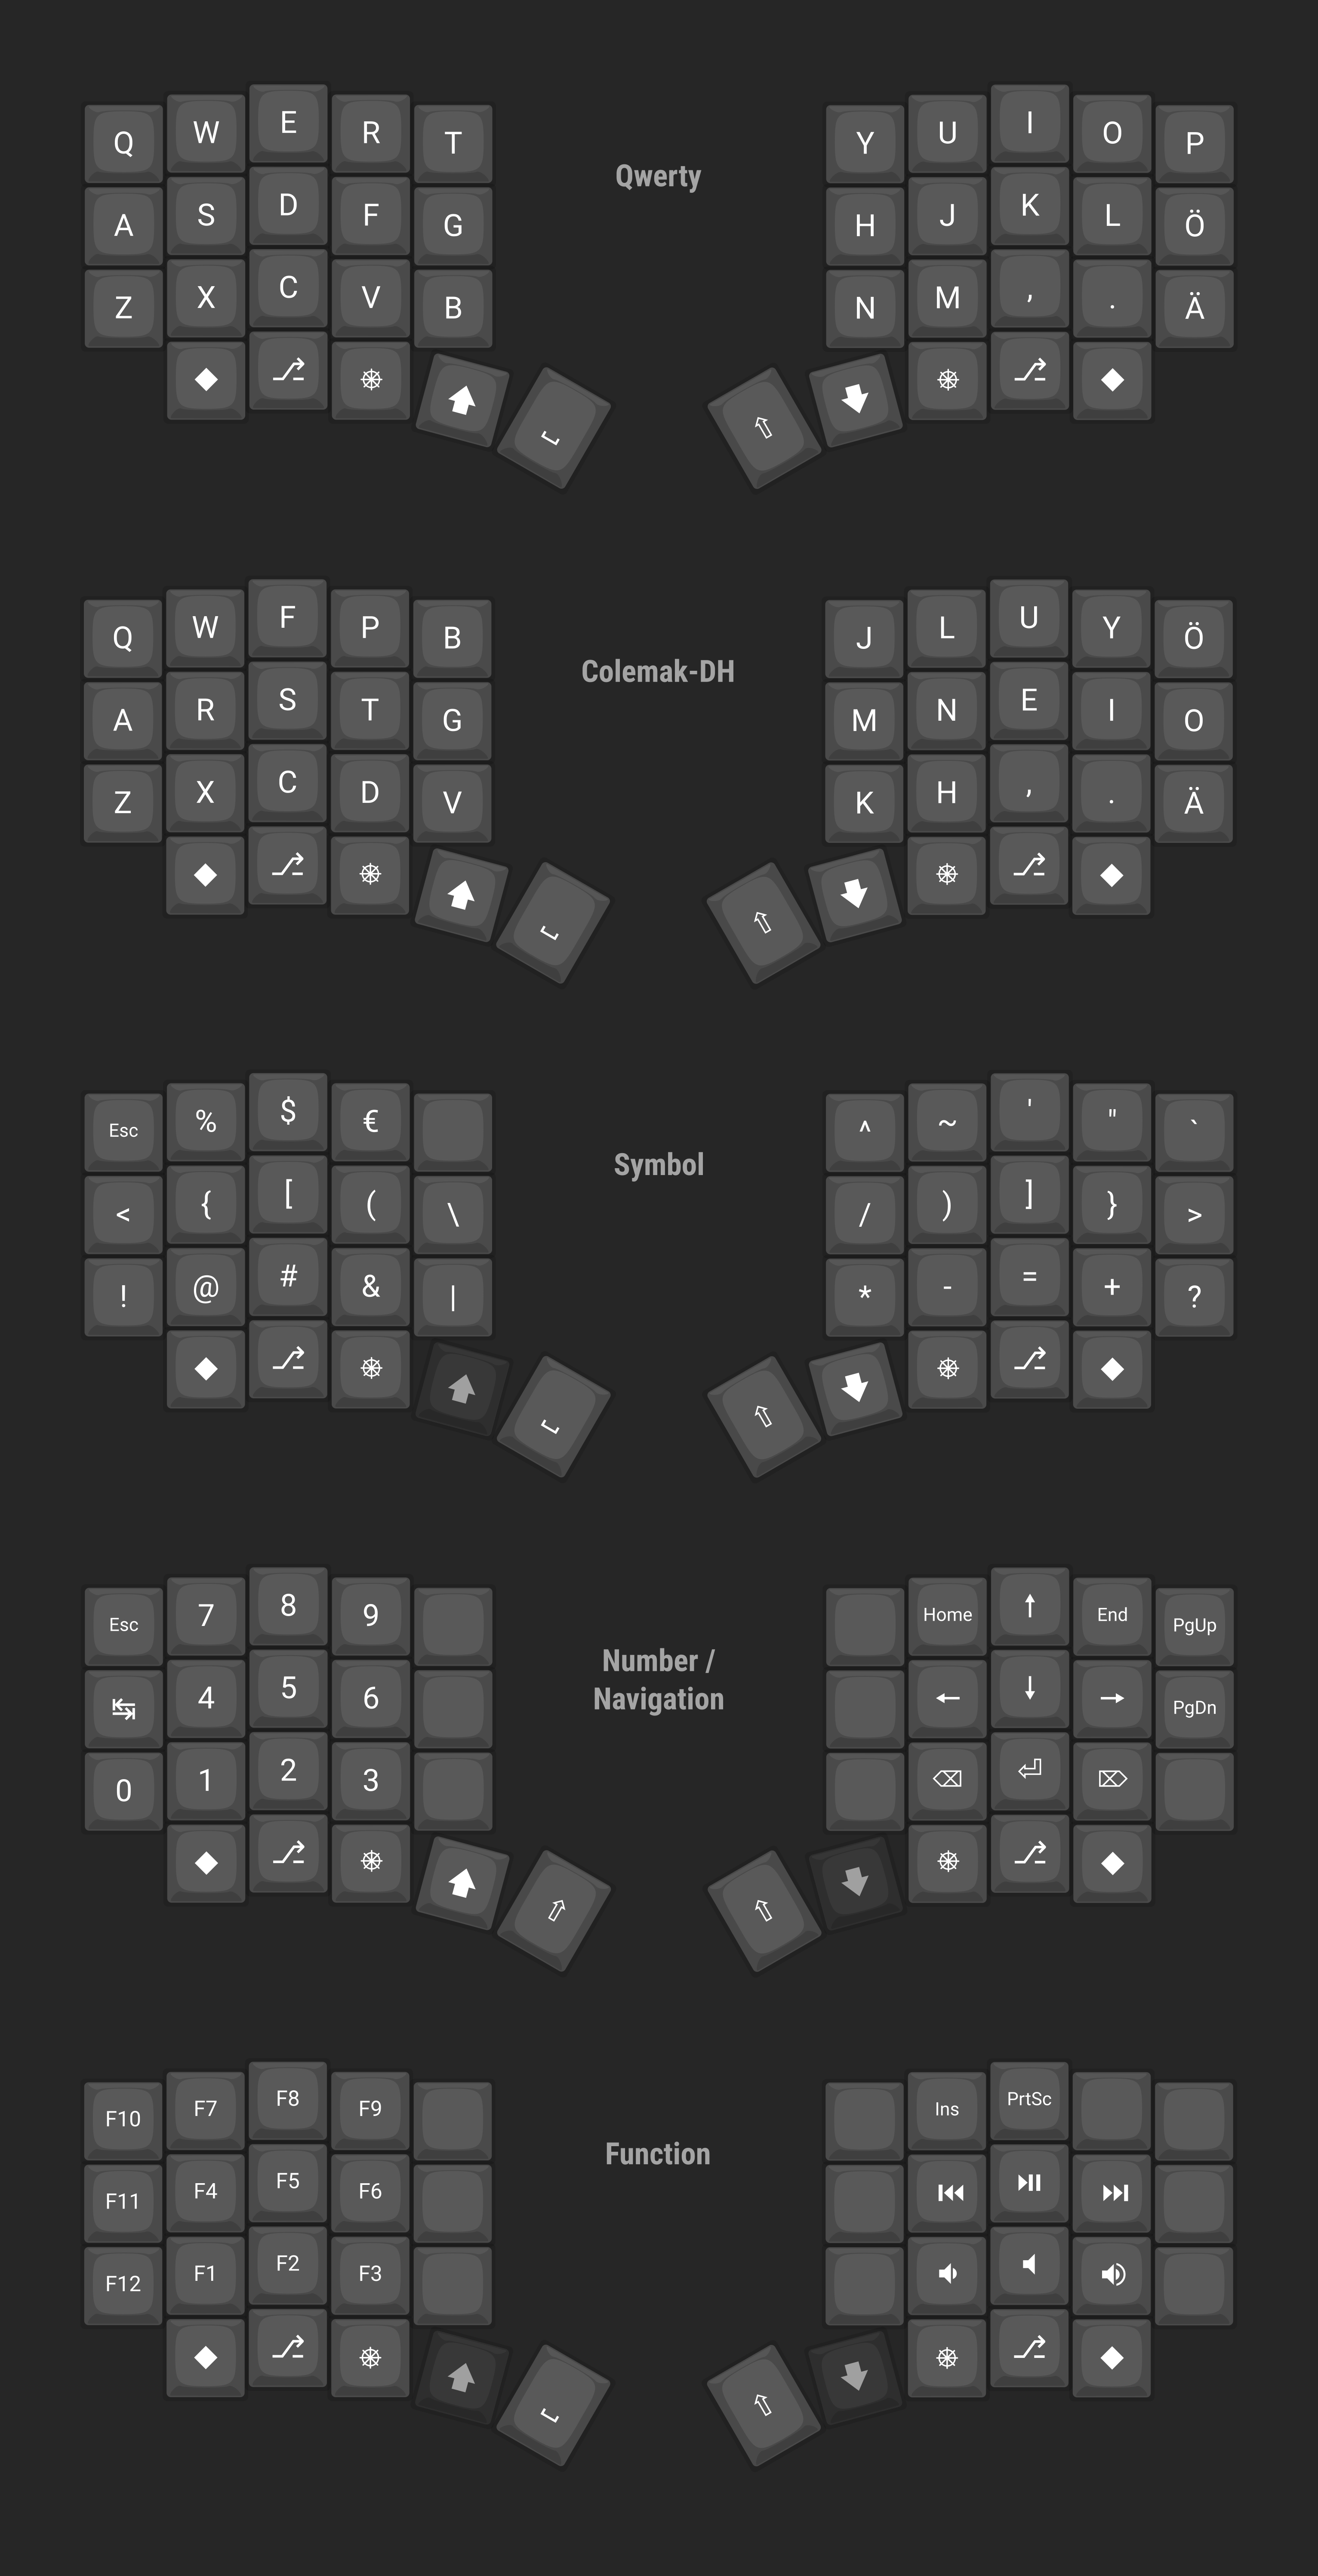 Q W E R T Y U I O P
A S D F G H J K L Ö
Z X C V B N M , . Ä
◆ ⎇ ⎈ ⬆ ⎵ ⇧ ⬇ ⎈ ⎇ ◆
Qwerty
Q W F P B J L U Y Ö
A R S T G M N E I O
Z X C D V K H , . Ä
◆ ⎇ ⎈ ⬆ ⎵ ⇧ ⬇ ⎈ ⎇ ◆
Colemak-DH
Esc % $ € ^ ~ ' " `
< { [ ( \ / ) ] } >
! @ # & | * - = + ?
◆ ⎇ ⎈ ⬆ ⎵ ⇧ ⬇ ⎈ ⎇ ◆
Symbol
Esc 7 8 9 Home ↑ End PgUp
↹ 4 5 6 ← ↓ → PgDn
0 1 2 3 ⌫ ⏎ ⌦
◆ ⎇ ⎈ ⬆ ⇧ ⇧ ⬇ ⎈ ⎇ ◆
Number /
Navigation
F10 F7 F8 F9 Ins PrtSc
F11 F4 F5 F6 ⏮ ⏯ ⏭
F12 F1 F2 F3 🔉 🔈 🔊
◆ ⎇ ⎈ ⬆ ⎵ ⇧ ⬇ ⎈ ⎇ ◆
Function